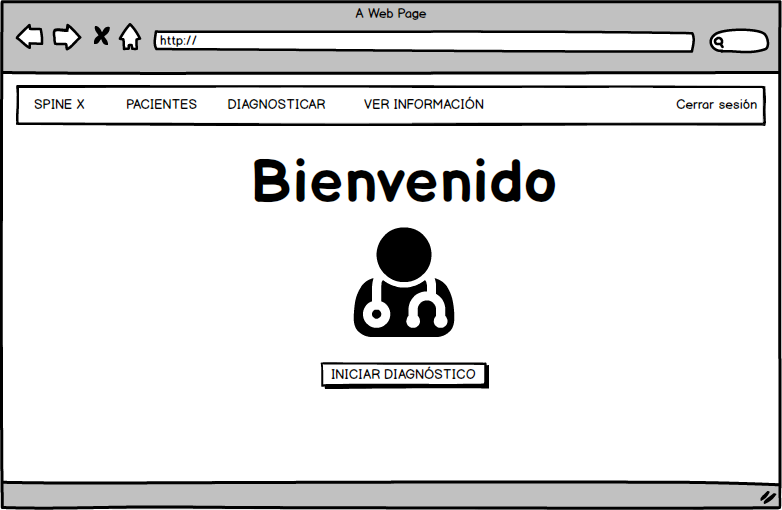 A Web Page
http://
SPINE X PACIENTES DIAGNOSTICAR VER INFORMACIÓN Cerrar sesión
Bienvenido
INICIAR DIAGNÓSTICO